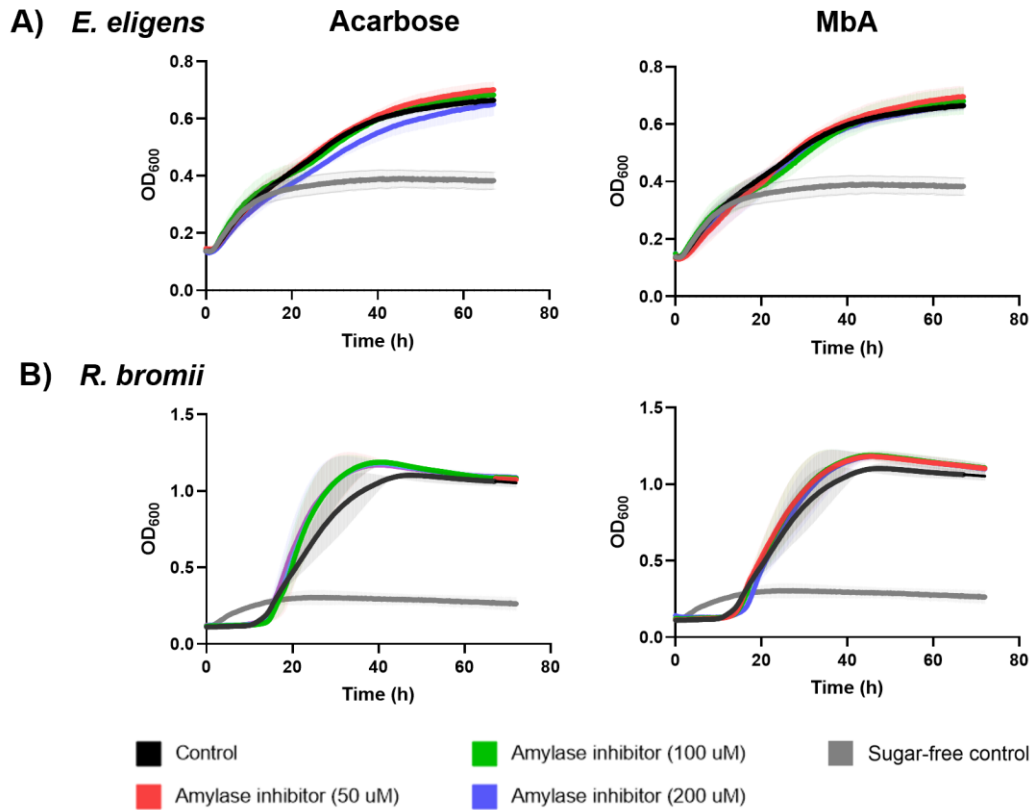 A) E. eligens Acarbose MbA
0.8
0.6
0.4
0.2
0.0
OD600
0 20 40 60 80
Time (h)
0.8
0.6
0.4
0.2
0.0
OD600
0 20 40 60 80
Time (h)
B) R. bromii
1.5
1.0
0.5
0.0
OD600
0 20 40 60 80
Time (h)
1.5
1.0
0.5
0.0
OD600
0 20 40 60 80
Time (h)
Control Amylase inhibitor (100 uM) Sugar-free control
Amylase inhibitor (50 uM) Amylase inhibitor (200 uM)